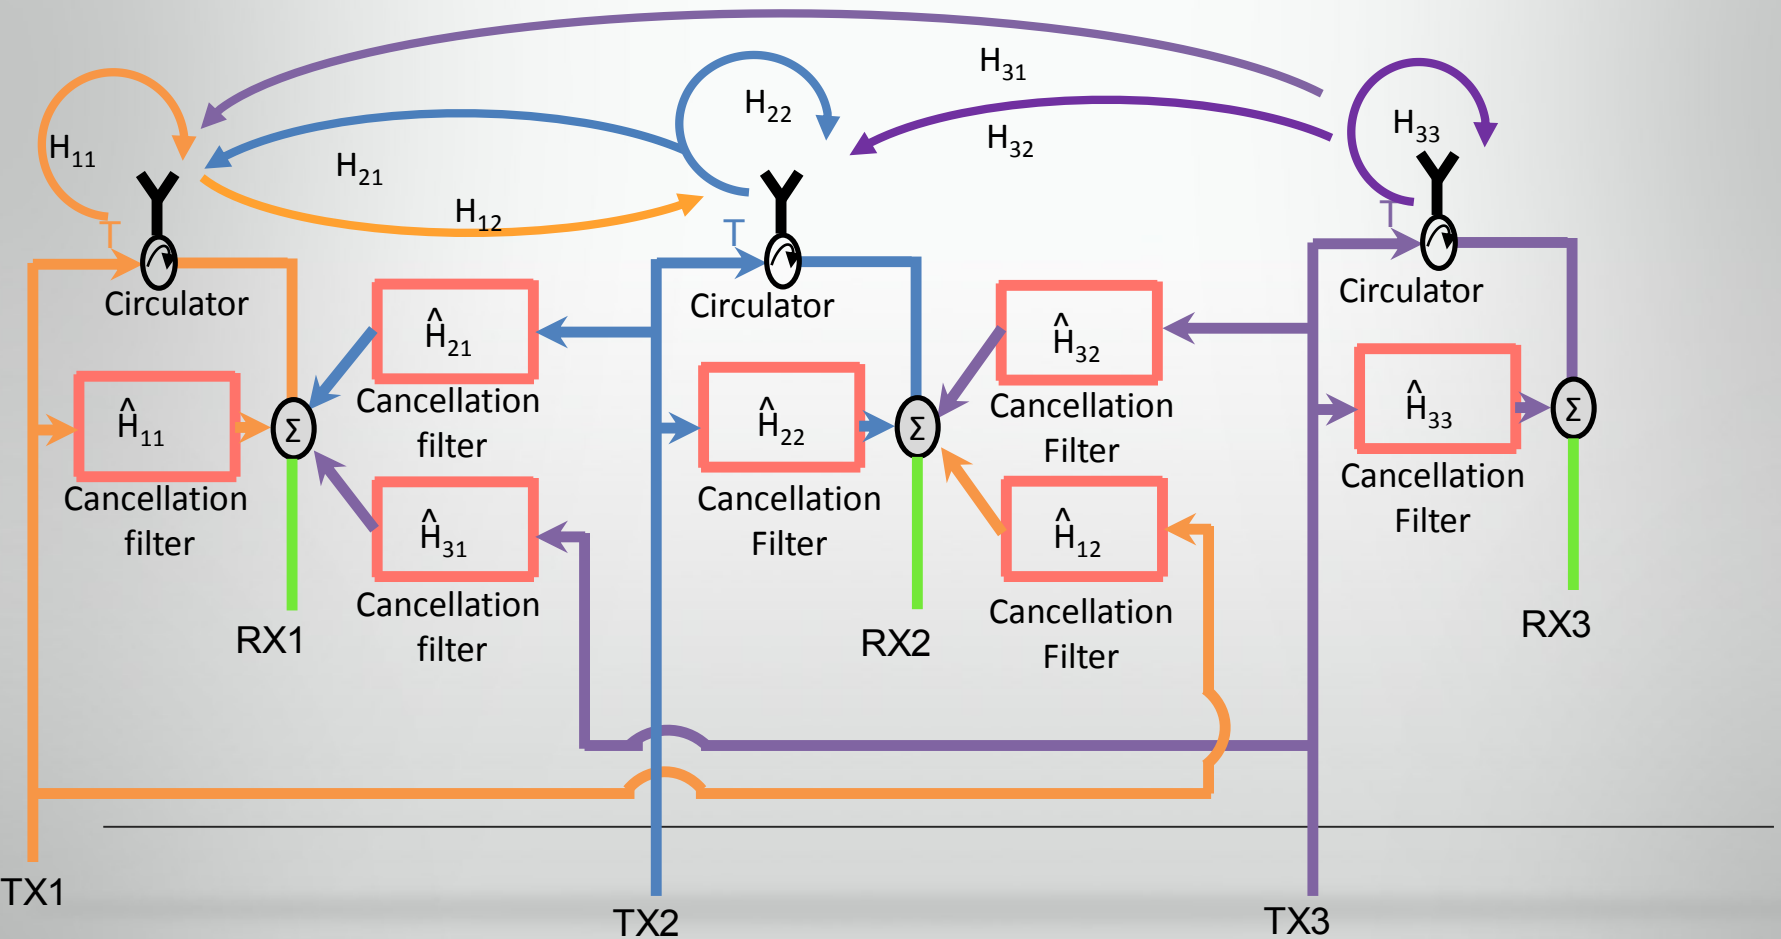 H31
H22
H11
H21
H32
H33
H12
T
T
T
Circulator
Circulator
Circulator
Ĥ21
Ĥ32
Cancellation
filter
Cancellation
Filter
Ĥ11
Σ
Ĥ22
Σ
Ĥ33
Σ
Cancellation
filter
Cancellation
Filter
Cancellation
Filter
Ĥ31
Ĥ12
Cancellation
filter
Cancellation
Filter
RX1
RX2
RX3
TX1
TX2
TX3